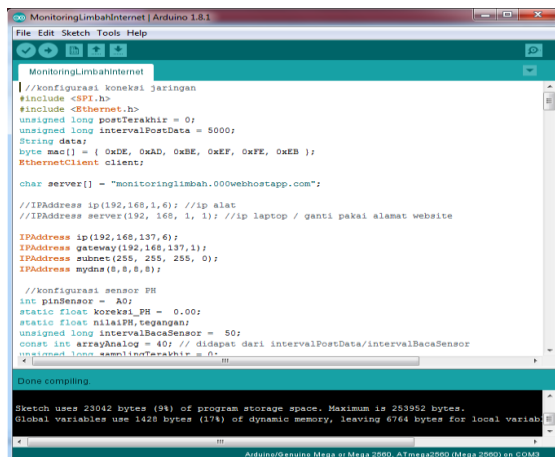 MonitoringLimbahInternet | Arduino 1.8.1
File Edit Sketch Tools Help
MonitoringLimbahInternet
//konfigurasi koneksi jaringan
#include <SPI.h>
#include <Ethernet.h>
unsigned long postTerakhir = 0;
unsigned long intervalPostData = 5000;
String data;
byte mac[] = { 0xDE, 0xAD, 0xBE, 0xEF, 0xFE, 0xEB };
EthernetClient client;
char server[] = "monitoringlimbah.000webhostapp.com";
//IPAddress ip(192,168,1,6); //ip alat
//IPAddress server(192, 168, 1, 1); //ip laptop / ganti pakai alamat website
IPAddress ip(192,168,137,6);
IPAddress gateway(192,168,137,1);
IPAddress subnet(255, 255, 255, 0);
IPAddress mydns(8,8,8,8);
//konfigurasi sensor PH
int pinSensor = A0;
static float koreksi_PH = 0.00;
static float nilaiPH,tegangan;
unsigned long intervalBacaSensor = 50;
const int arrayAnalog = 40; // didapat dari intervalPostData/intervalBacaSensor
unsigned long samplingTerakhir = 0;
Done compiling.
Sketch uses 23042 bytes (9%) of program storage space. Maximum is 253952 bytes.
Global variables use 1428 bytes (17%) of dynamic memory, leaving 6764 bytes for local variabl
Arduino/Genuino Mega or Mega 2560, ATmega2560 (Mega 2560) on COM3